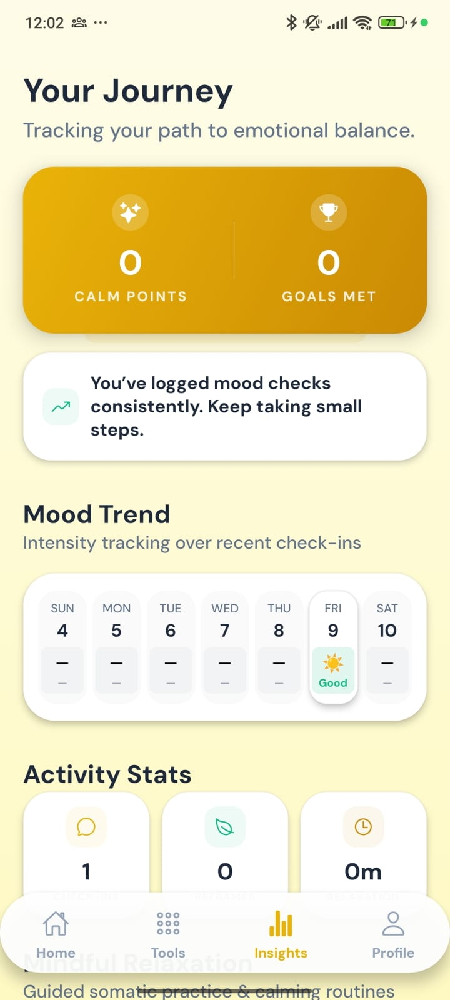 12:02
71
Your Journey
Tracking your path to emotional balance.
0
CALM POINTS
0
GOALS MET
You’ve logged mood checks
consistently. Keep taking small
steps.
Mood Trend
Intensity tracking over recent check-ins
SUN MON TUE WED THU FRI SAT
4 5 6 7 8 9 10
— — — — — —
Good
– – – – – –
Activity Stats
1 0 0m
CHECK-INS REFRAMES RELAXATION
Home Tools Insights Profile
Mindful Relaxation
Guided somatic practice & calming routines